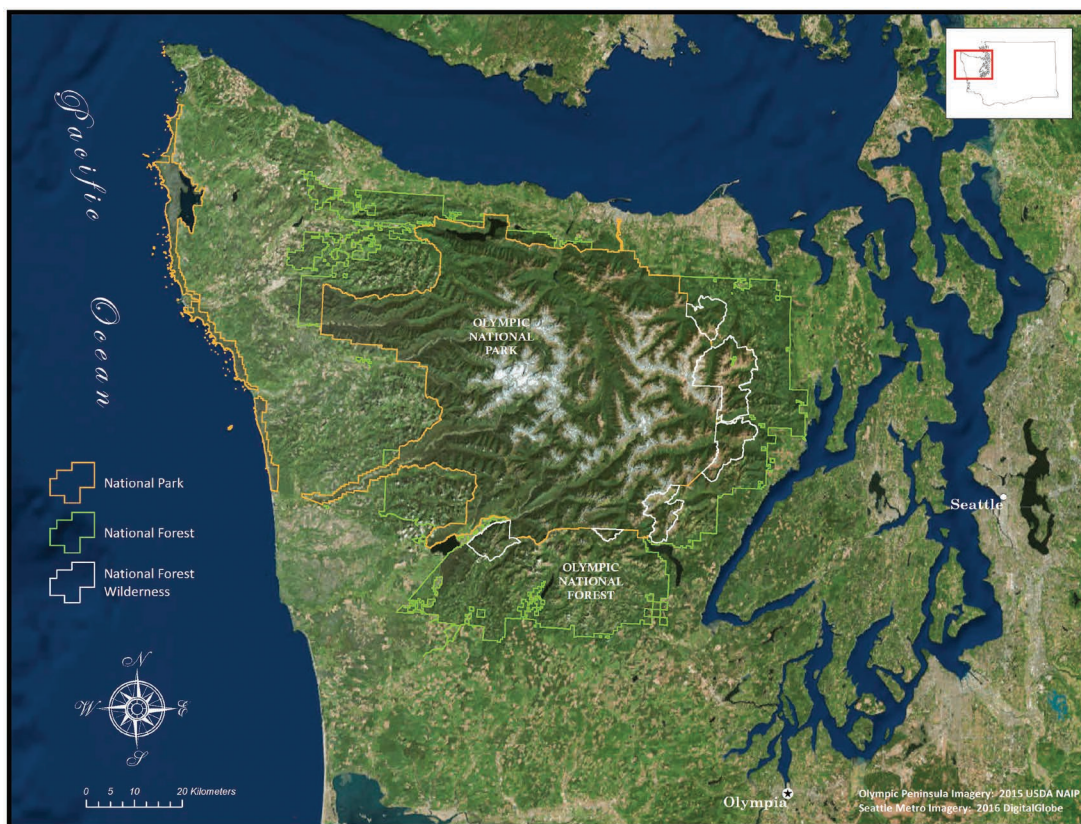 Pacific
Ocean
OLYMPIC
NATIONAL
PARK
National Park
National Forest
National Forest
Wilderness
Seattle
OLYMPIC
NATIONAL
FOREST
N
W
E
S
0
5
10
20 Kilometers
Olympia
Olympic Peninsula Imagery: 2015 USDA NAIP
Seattle Metro Imagery: 2016 DigitalGlobe